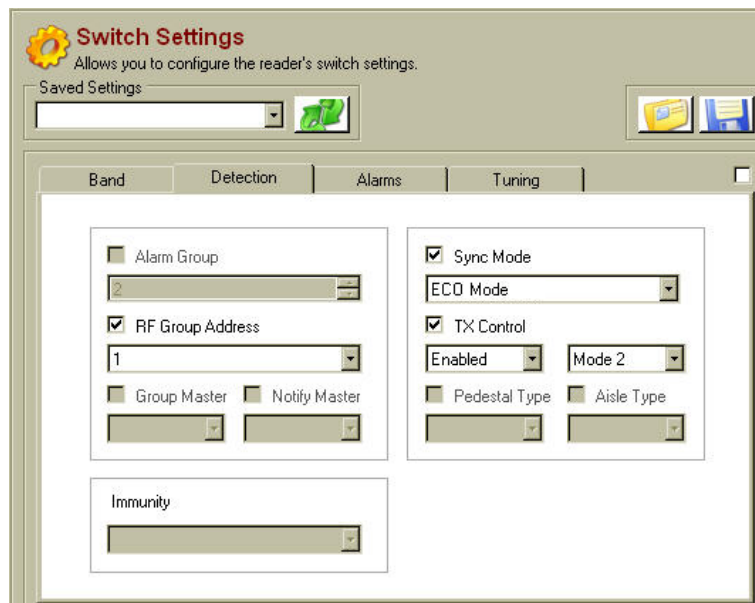 Switch Settings
Allows you to configure the reader's switch settings.
Saved Settings
Band Detection Alarms Tuning
Alarm Group
2
RF Group Address
1
Group Master Notify Master
Sync Mode
ECO Mode
TX Control
Enabled Mode 2
Pedestal Type Aisle Type
Immunity